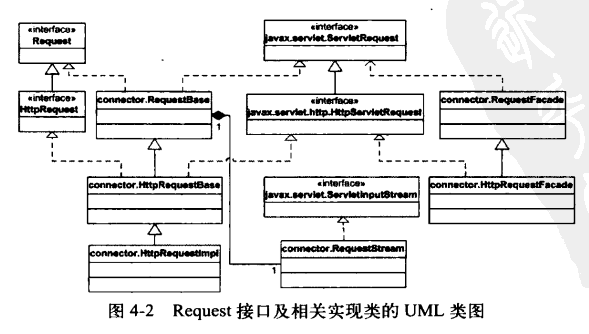 «interface»
Request
«interface»
javax.servlet.ServletRequest
«interface»
HttpRequest
connector.RequestBase
«interface»
javax.servlet.http.HttpServletRequest
connector.RequestFacade
1
connector.HttpRequestBase
«interface»
javax.servlet.ServletInputStream
connector.HttpRequestFacade
connector.HttpRequestImpl
connector.RequestStream
1
图 4-2 Request 接口及相关实现类的 UML 类图